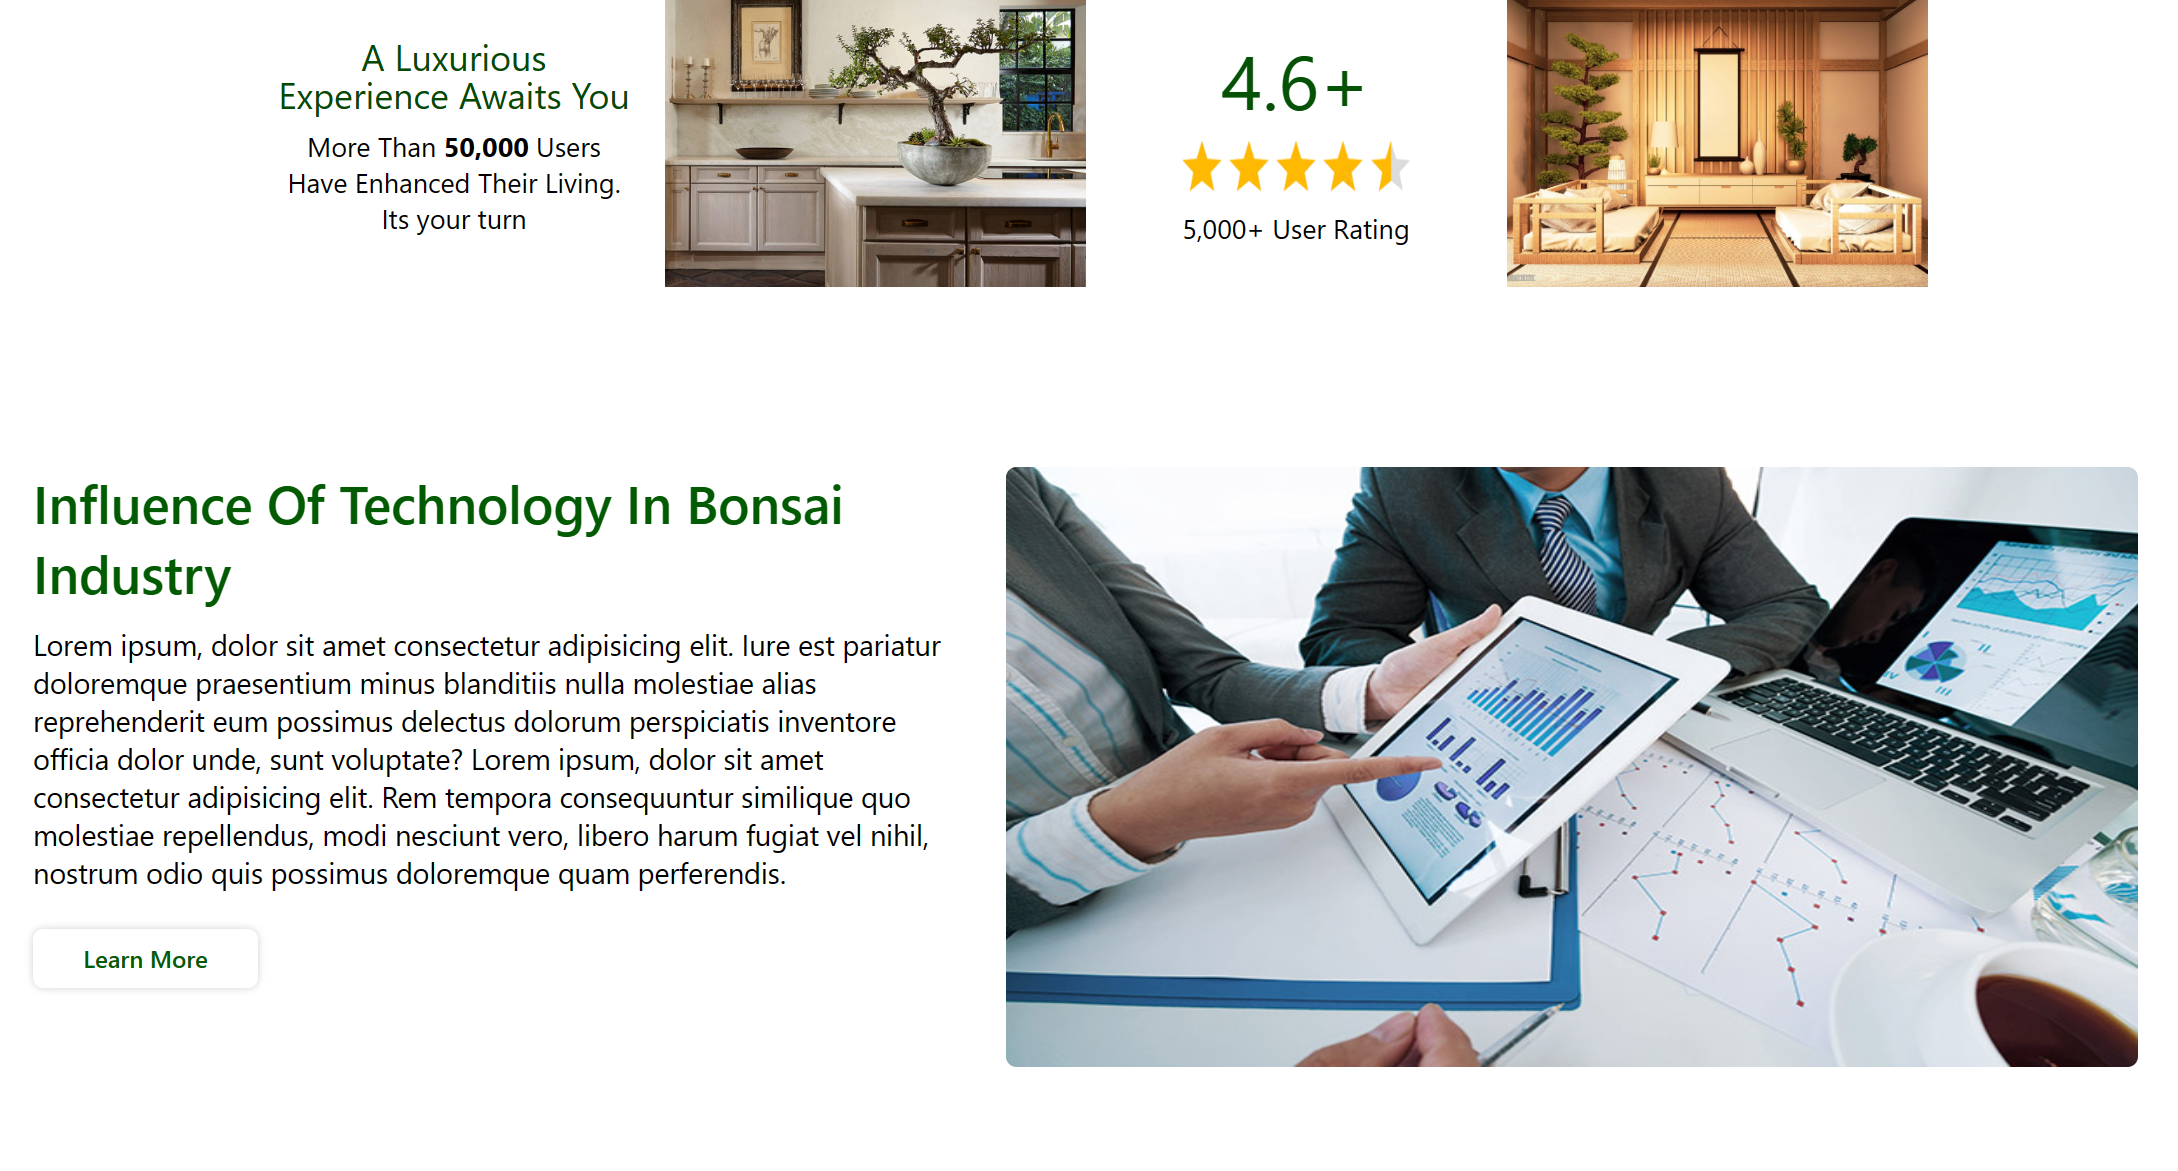 A Luxurious
Experience Awaits You
More Than 50,000 Users
Have Enhanced Their Living.
Its your turn
4.6+
5,000+ User Rating
Influence Of Technology In Bonsai
Industry
Lorem ipsum, dolor sit amet consectetur adipisicing elit. Iure est pariatur
doloremque praesentium minus blanditiis nulla molestiae alias
reprehenderit eum possimus delectus dolorum perspiciatis inventore
officia dolor unde, sunt voluptate? Lorem ipsum, dolor sit amet
consectetur adipisicing elit. Rem tempora consequuntur similique quo
molestiae repellendus, modi nesciunt vero, libero harum fugiat vel nihil,
nostrum odio quis possimus doloremque quam perferendis.
Learn More